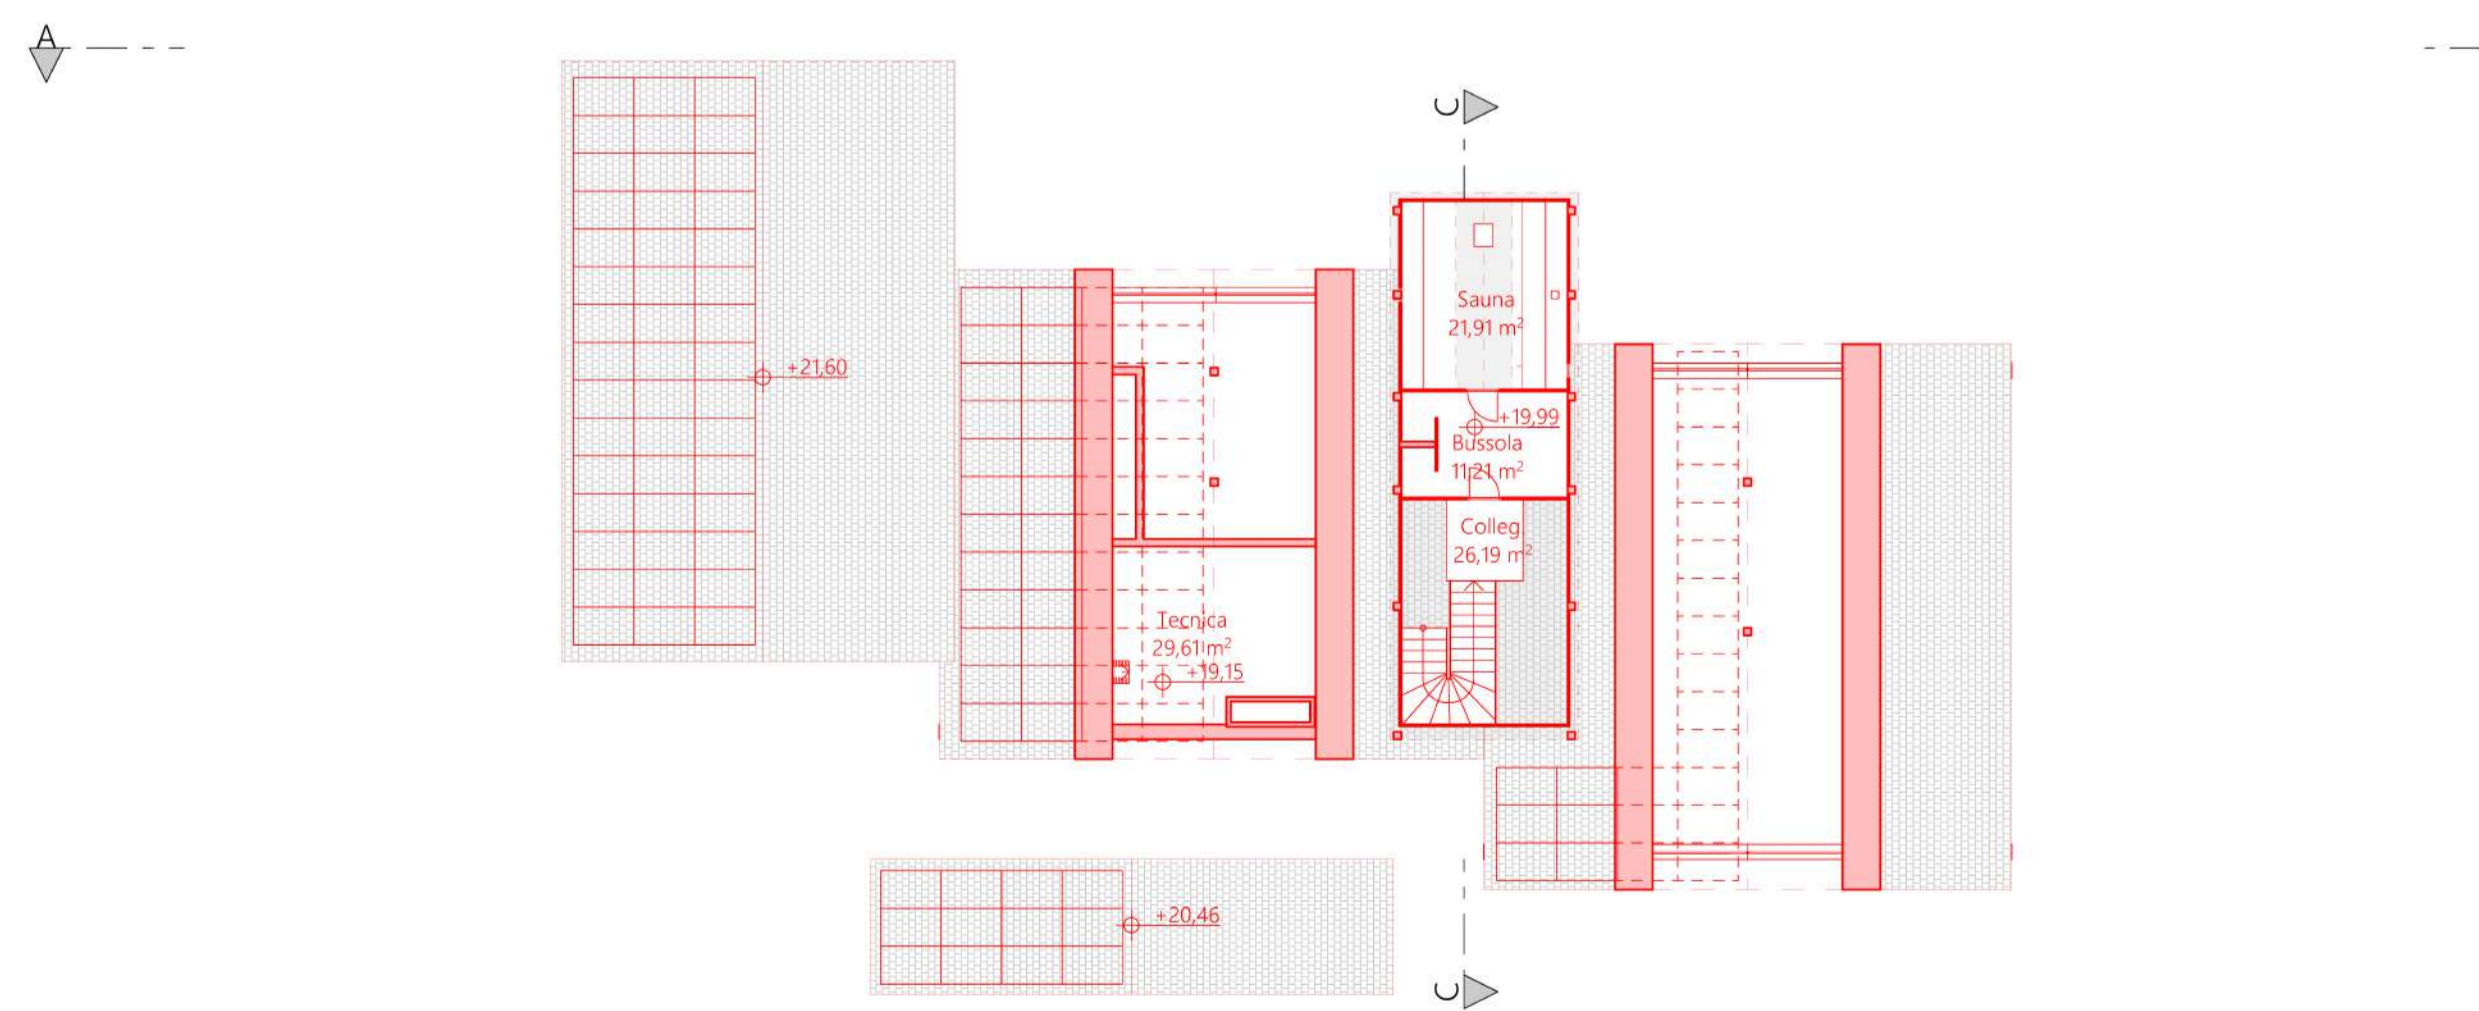 A
C
+21,60
Sauna
21,91 m²
+19,99
Bussola
11,21 m²
Colleg.
26,19 m²
Tecnica
29,61 m²
+19,15
+20,46
C